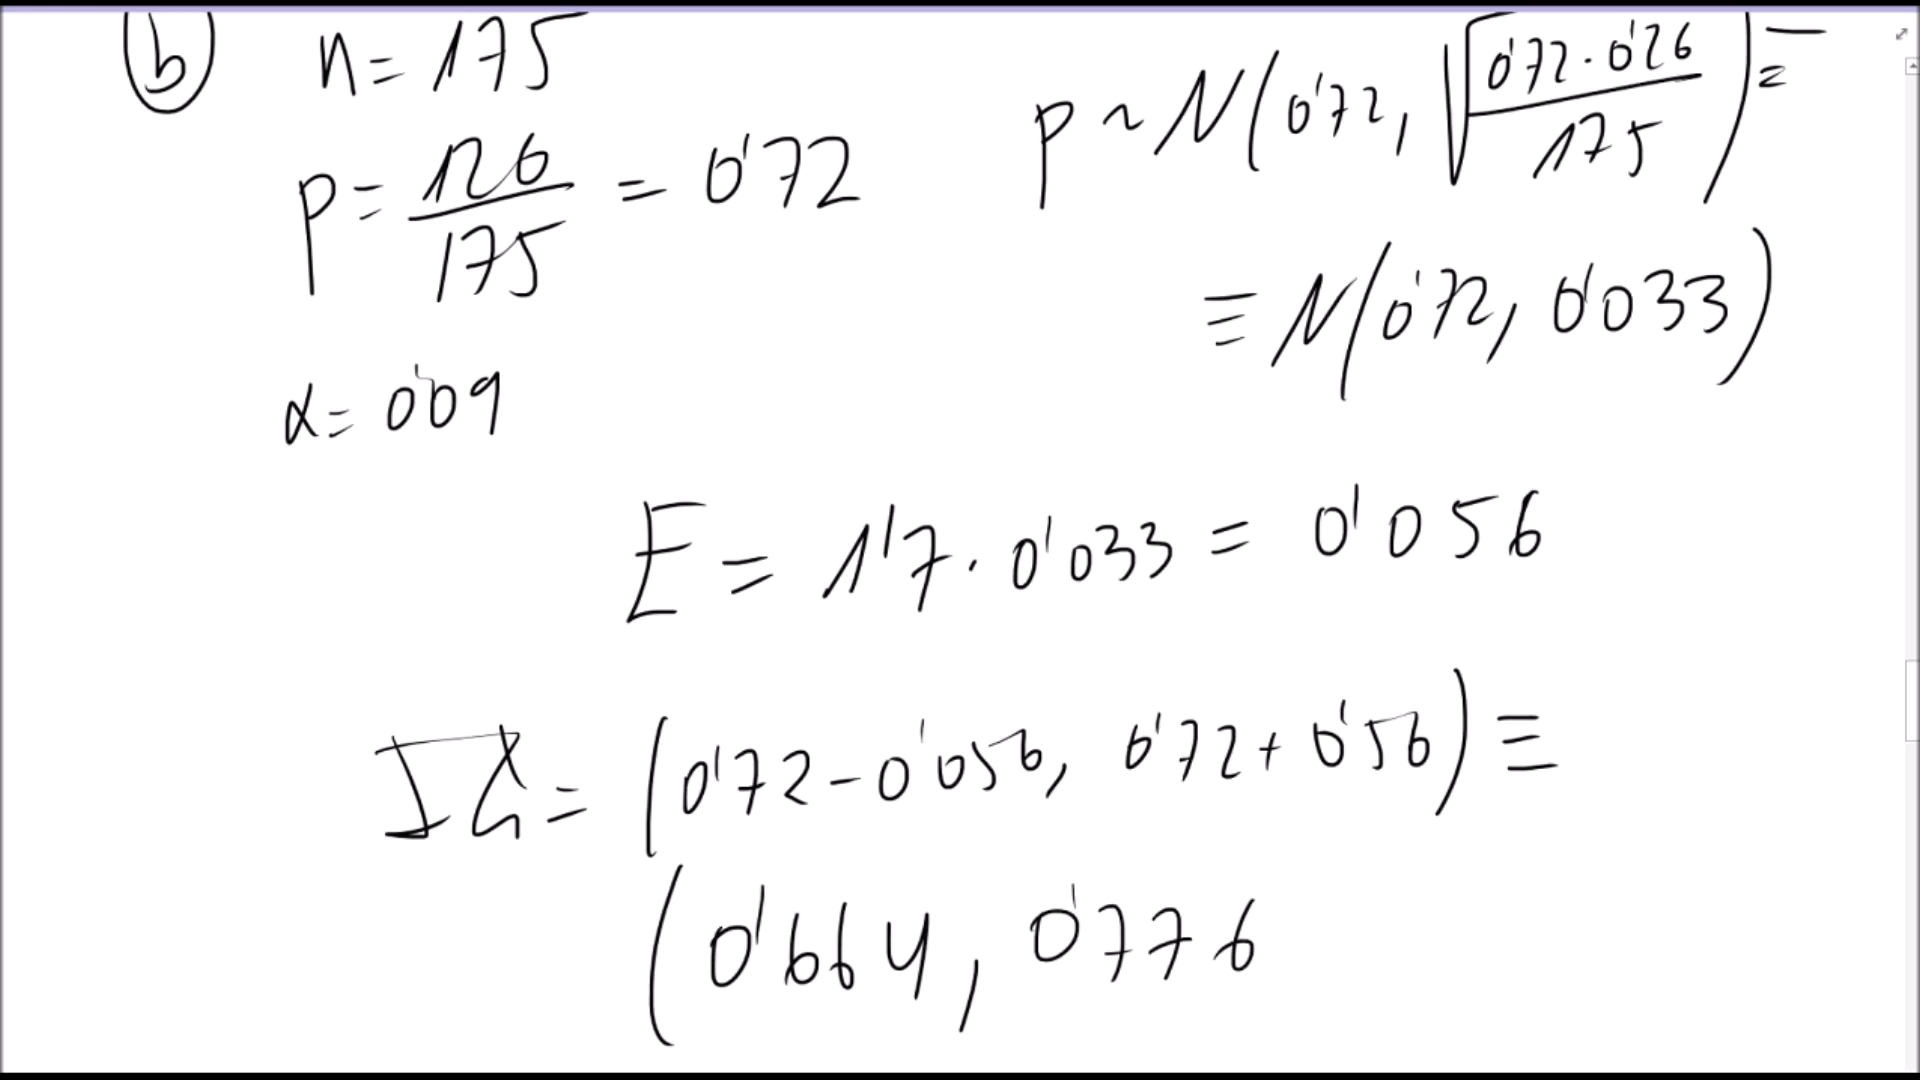 b n = 175
p ~ N(0'72, √(0'72 · 0'26 / 175)) ≡
p = 126/175 = 0'72
≡ N(0'72, 0'033)
α = 0'09
E = 1'7 · 0'033 = 0'056
IC = (0'72 - 0'056, 0'72 + 0'56) ≡
(0'664, 0'776